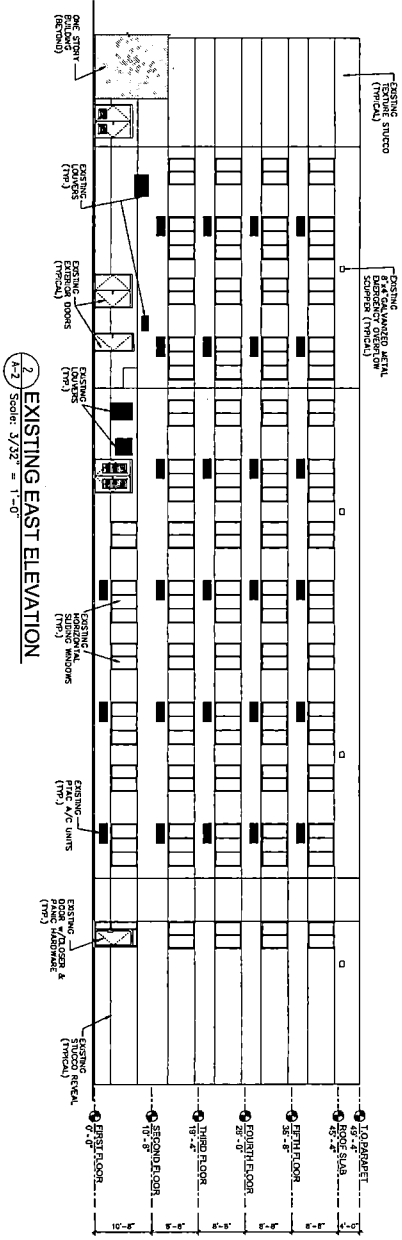 EXISTING
TEXTURE STUCCO
(TYPICAL)
EXISTING
8"x4" GALVANIZED METAL
EMERGENCY OVERFLOW
SCUPPER (TYPICAL)
T.O.PARAPET
49'-4"
ROOF SLAB
45'-4"
FIFTH FLOOR
36'-8"
FOURTH FLOOR
28'-0"
THIRD FLOOR
19'-4"
SECOND FLOOR
10'-8"
FIRST FLOOR
0'-0"
4'-0"
8'-8"
8'-8"
8'-8"
8'-8"
10'-8"
ONE STORY
BUILDING
(BEYOND)
EXISTING
LOUVERS
(TYP.)
EXISTING
EXTERIOR DOORS
(TYPICAL)
EXISTING
LOUVERS
(TYP.)
EXISTING
HORIZONTAL
SLIDING WINDOWS
(TYP.)
EXISTING
PTAC A/C UNITS
(TYP.)
EXISTING
DOOR w/CLOSER &
PANIC HARDWARE
(TYP.)
EXISTING
STUCCO REVEAL
(TYPICAL)
2
A-2
EXISTING EAST ELEVATION
Scale: 3/32" = 1'-0"